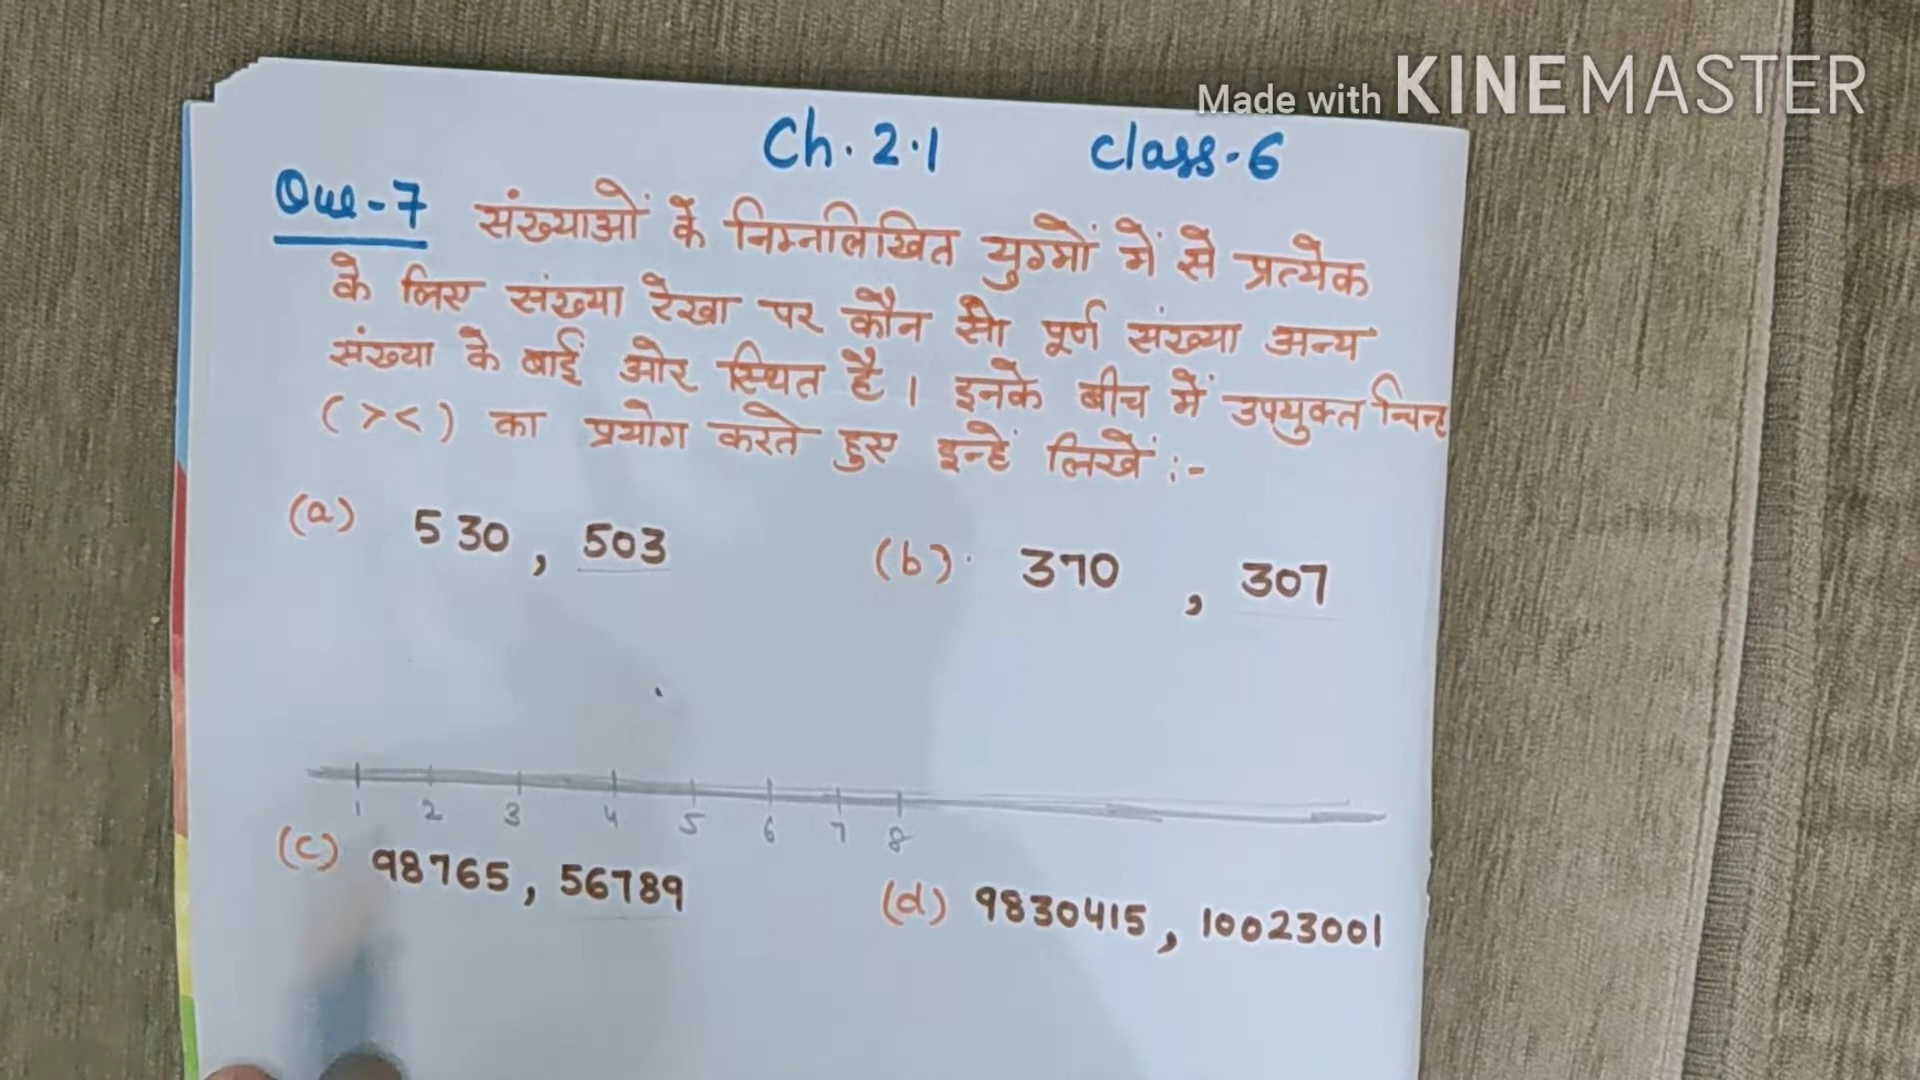 Made with KINEMASTER
Ch. 2.1 Class-6
Que-7 संख्याओं के निम्नलिखित युग्मों में से प्रत्येक
के लिए संख्या रेखा पर कौन सी पूर्ण संख्या अन्य
संख्या के बाईं ओर स्थित है। इनके बीच में उपयुक्त चिन्ह
(><) का प्रयोग करते हुए इन्हें लिखें :-
(a) 530, 503 (b). 370, 307
1 2 3 4 5 6 7 8
(c) 98765, 56789 (d) 9830415, 10023001